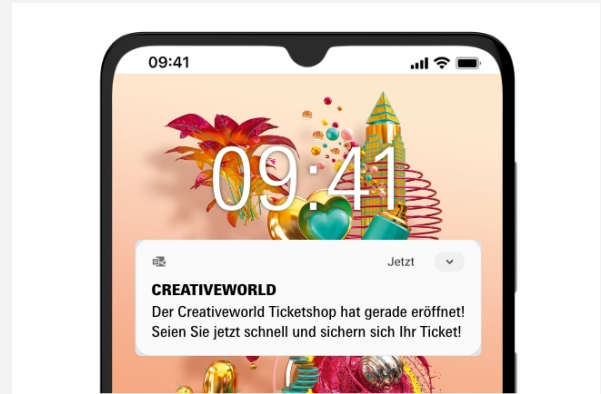 09:41
09:41
Jetzt
CREATIVEWORLD
Der Creativeworld Ticketshop hat gerade eröffnet!
Seien Sie jetzt schnell und sichern sich Ihr Ticket!